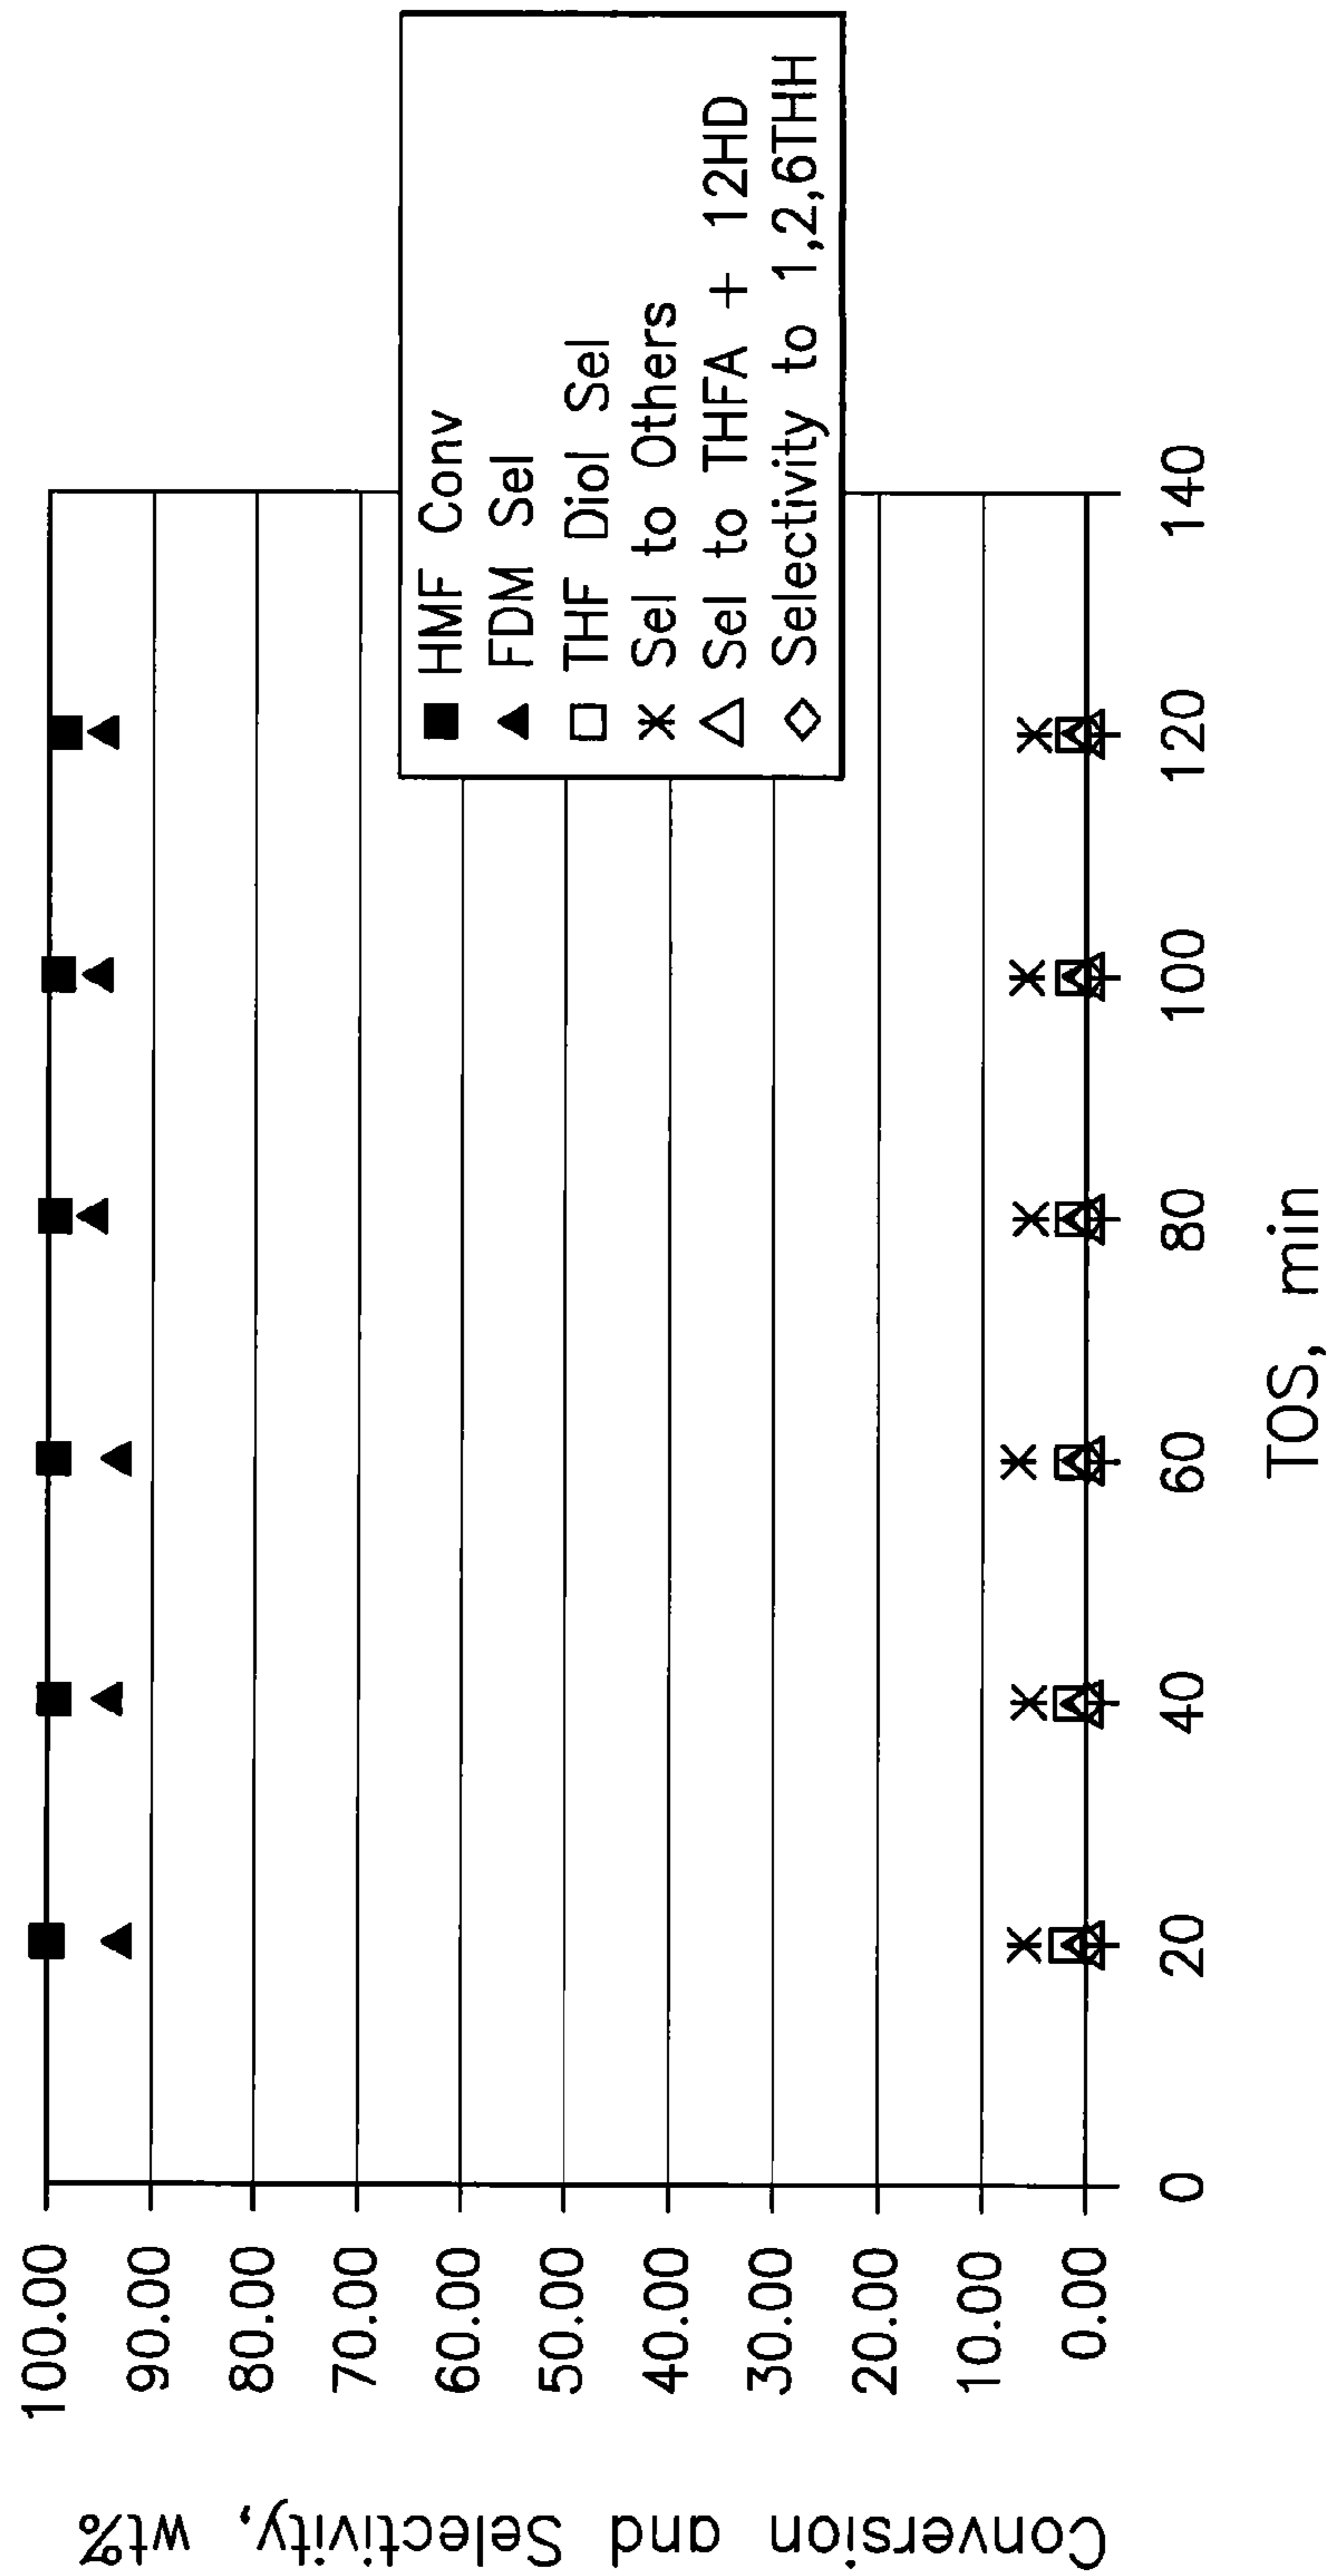 Conversion and Selectivity, wt%
100.00
90.00
80.00
70.00
60.00
50.00
40.00
30.00
20.00
10.00
0.00
0
20
40
60
80
100
120
140
TOS, min
HMF Conv
FDM Sel
THF Diol Sel
Sel to Others
Sel to THFA + 12HD
Selectivity to 1,2,6THH